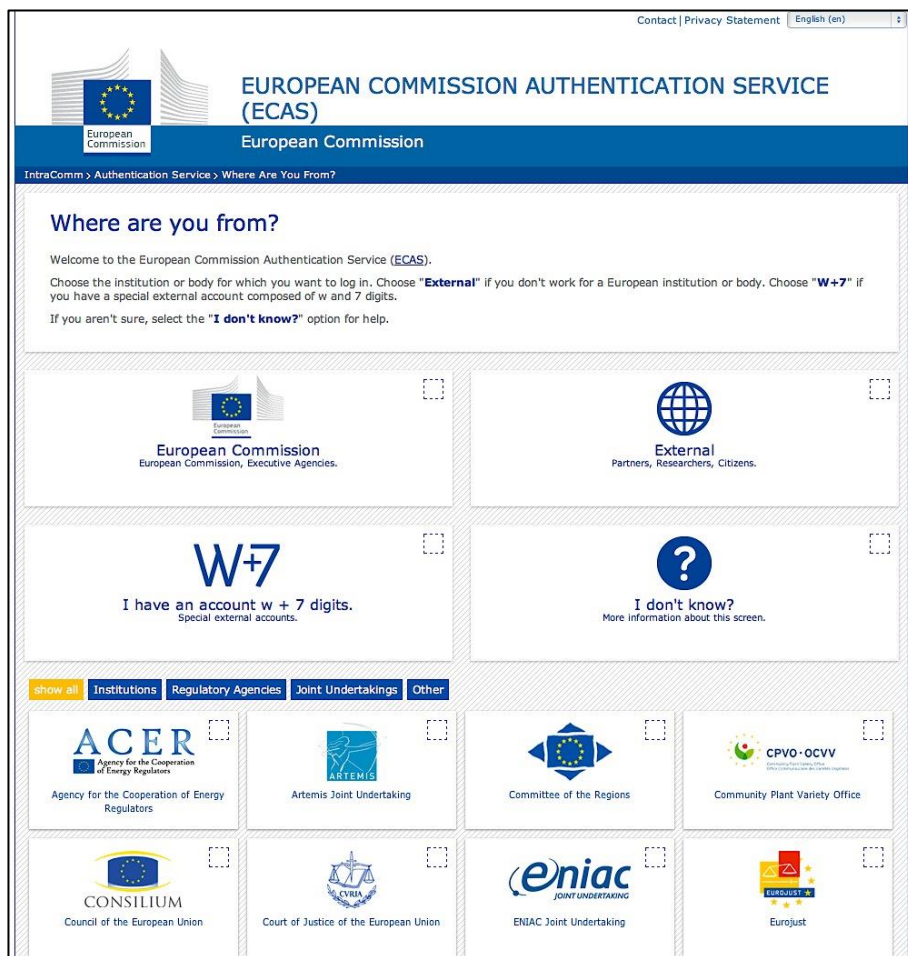 Contact | Privacy Statement English (en)
EUROPEAN COMMISSION AUTHENTICATION SERVICE
(ECAS)
European
Commission
European Commission
IntraComm > Authentication Service > Where Are You From?
Where are you from?
Welcome to the European Commission Authentication Service (ECAS).
Choose the institution or body for which you want to log in. Choose "External" if you don't work for a European institution or body. Choose "W+7" if
you have a special external account composed of w and 7 digits.
If you aren't sure, select the "I don't know?" option for help.
European
Commission
European Commission
European Commission, Executive Agencies.
External
Partners, Researchers, Citizens.
W+7
I have an account w + 7 digits.
Special external accounts.
?
I don't know?
More information about this screen.
show all Institutions Regulatory Agencies Joint Undertakings Other
ACER
Agency for the Cooperation
of Energy Regulators
Agency for the Cooperation of Energy
Regulators
ARTEMIS
Artemis Joint Undertaking
Committee of the Regions
CPVO·OCVV
Community Plant Variety Office
CONSILIUM
Council of the European Union
CVRIA
Court of Justice of the European Union
eniac
JOINT UNDERTAKING
ENIAC Joint Undertaking
EUROJUST
Eurojust